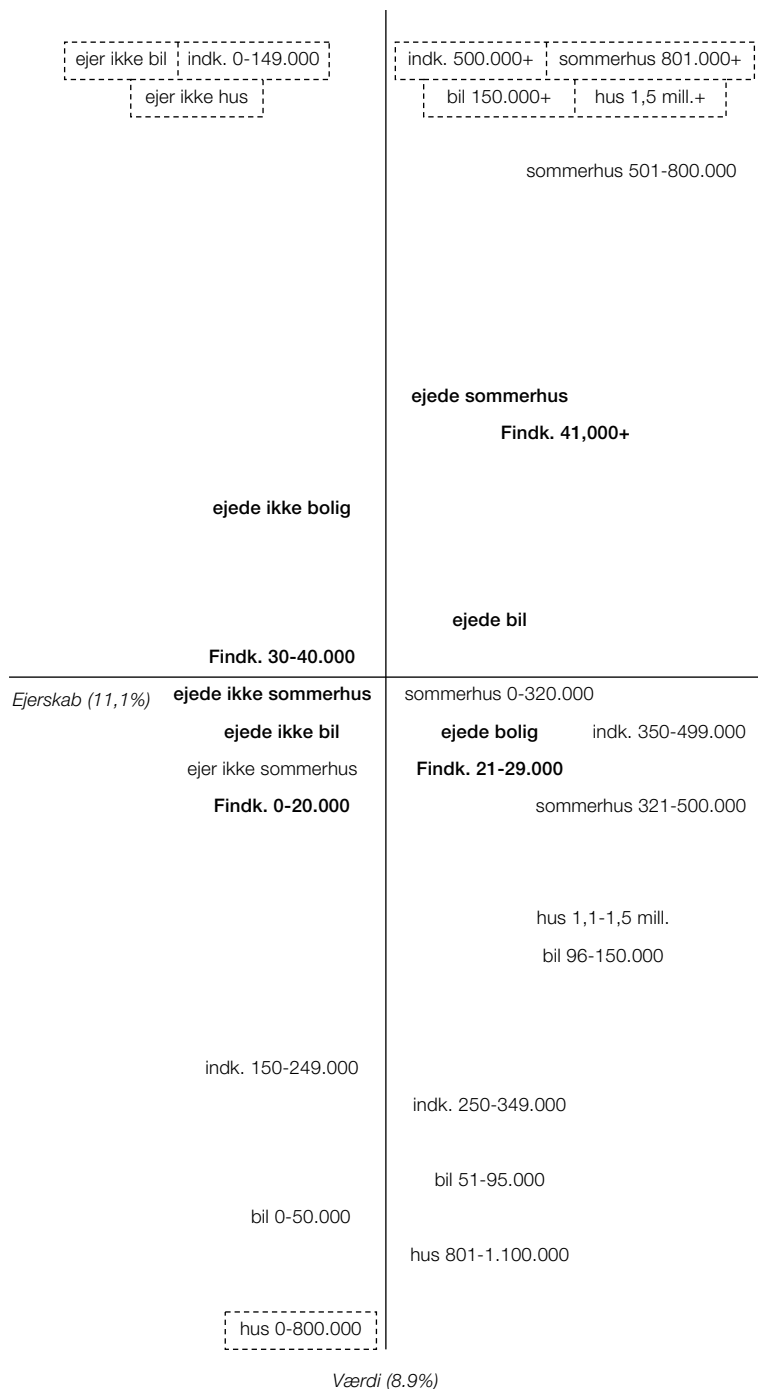 ejer ikke bil indk. 0-149.000 indk. 500.000+ sommerhus 801.000+
ejer ikke hus bil 150.000+ hus 1,5 mill.+
sommerhus 501-800.000
ejede sommerhus
Findk. 41,000+
ejede ikke bolig
ejede bil
Findk. 30-40.000
Ejerskab (11,1%) ejede ikke sommerhus sommerhus 0-320.000
ejede ikke bil ejede bolig indk. 350-499.000
ejer ikke sommerhus Findk. 21-29.000
Findk. 0-20.000 sommerhus 321-500.000
hus 1,1-1,5 mill.
bil 96-150.000
indk. 150-249.000
indk. 250-349.000
bil 51-95.000
bil 0-50.000
hus 801-1.100.000
hus 0-800.000
Værdi (8.9%)